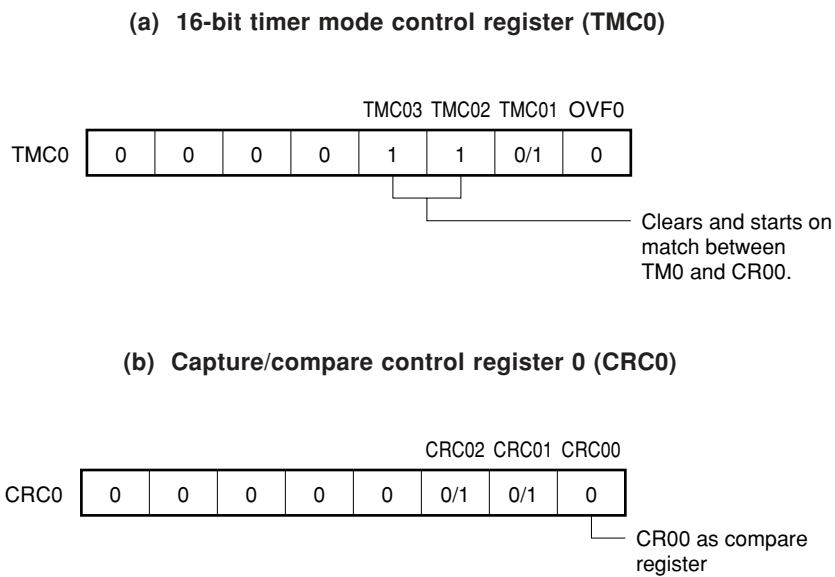 (a) 16-bit timer mode control register (TMC0)
TMC03 TMC02 TMC01 OVF0
TMC0 0 0 0 0 1 1 0/1 0
Clears and starts on
match between
TM0 and CR00.
(b) Capture/compare control register 0 (CRC0)
CRC02 CRC01 CRC00
CRC0 0 0 0 0 0 0/1 0/1 0
CR00 as compare
register